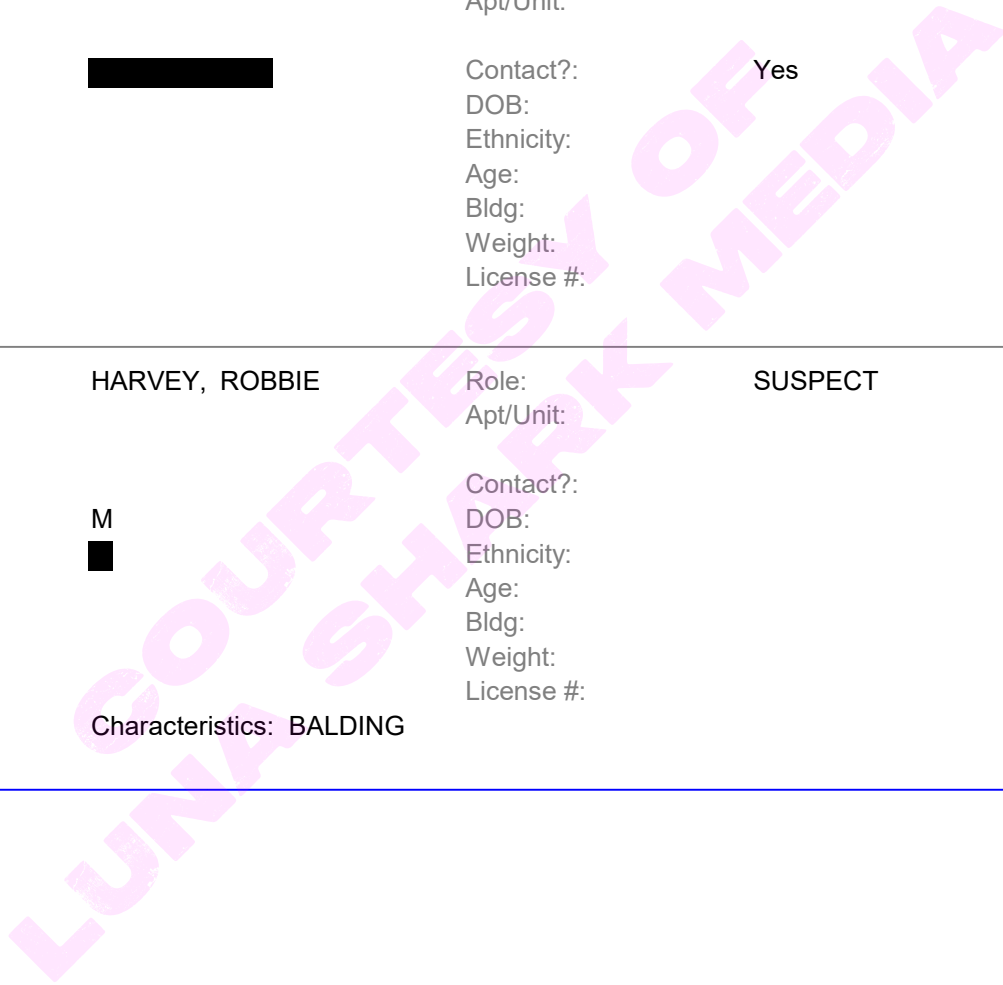 Apt/Unit:
Contact?: Yes
DOB:
Ethnicity:
Age:
Bldg:
Weight:
License #:
HARVEY, ROBBIE Role: SUSPECT
Apt/Unit:
Contact?:
M DOB:
Ethnicity:
Age:
Bldg:
Weight:
License #:
Characteristics: BALDING
COURTESY OF
LUNA SHARK MEDIA